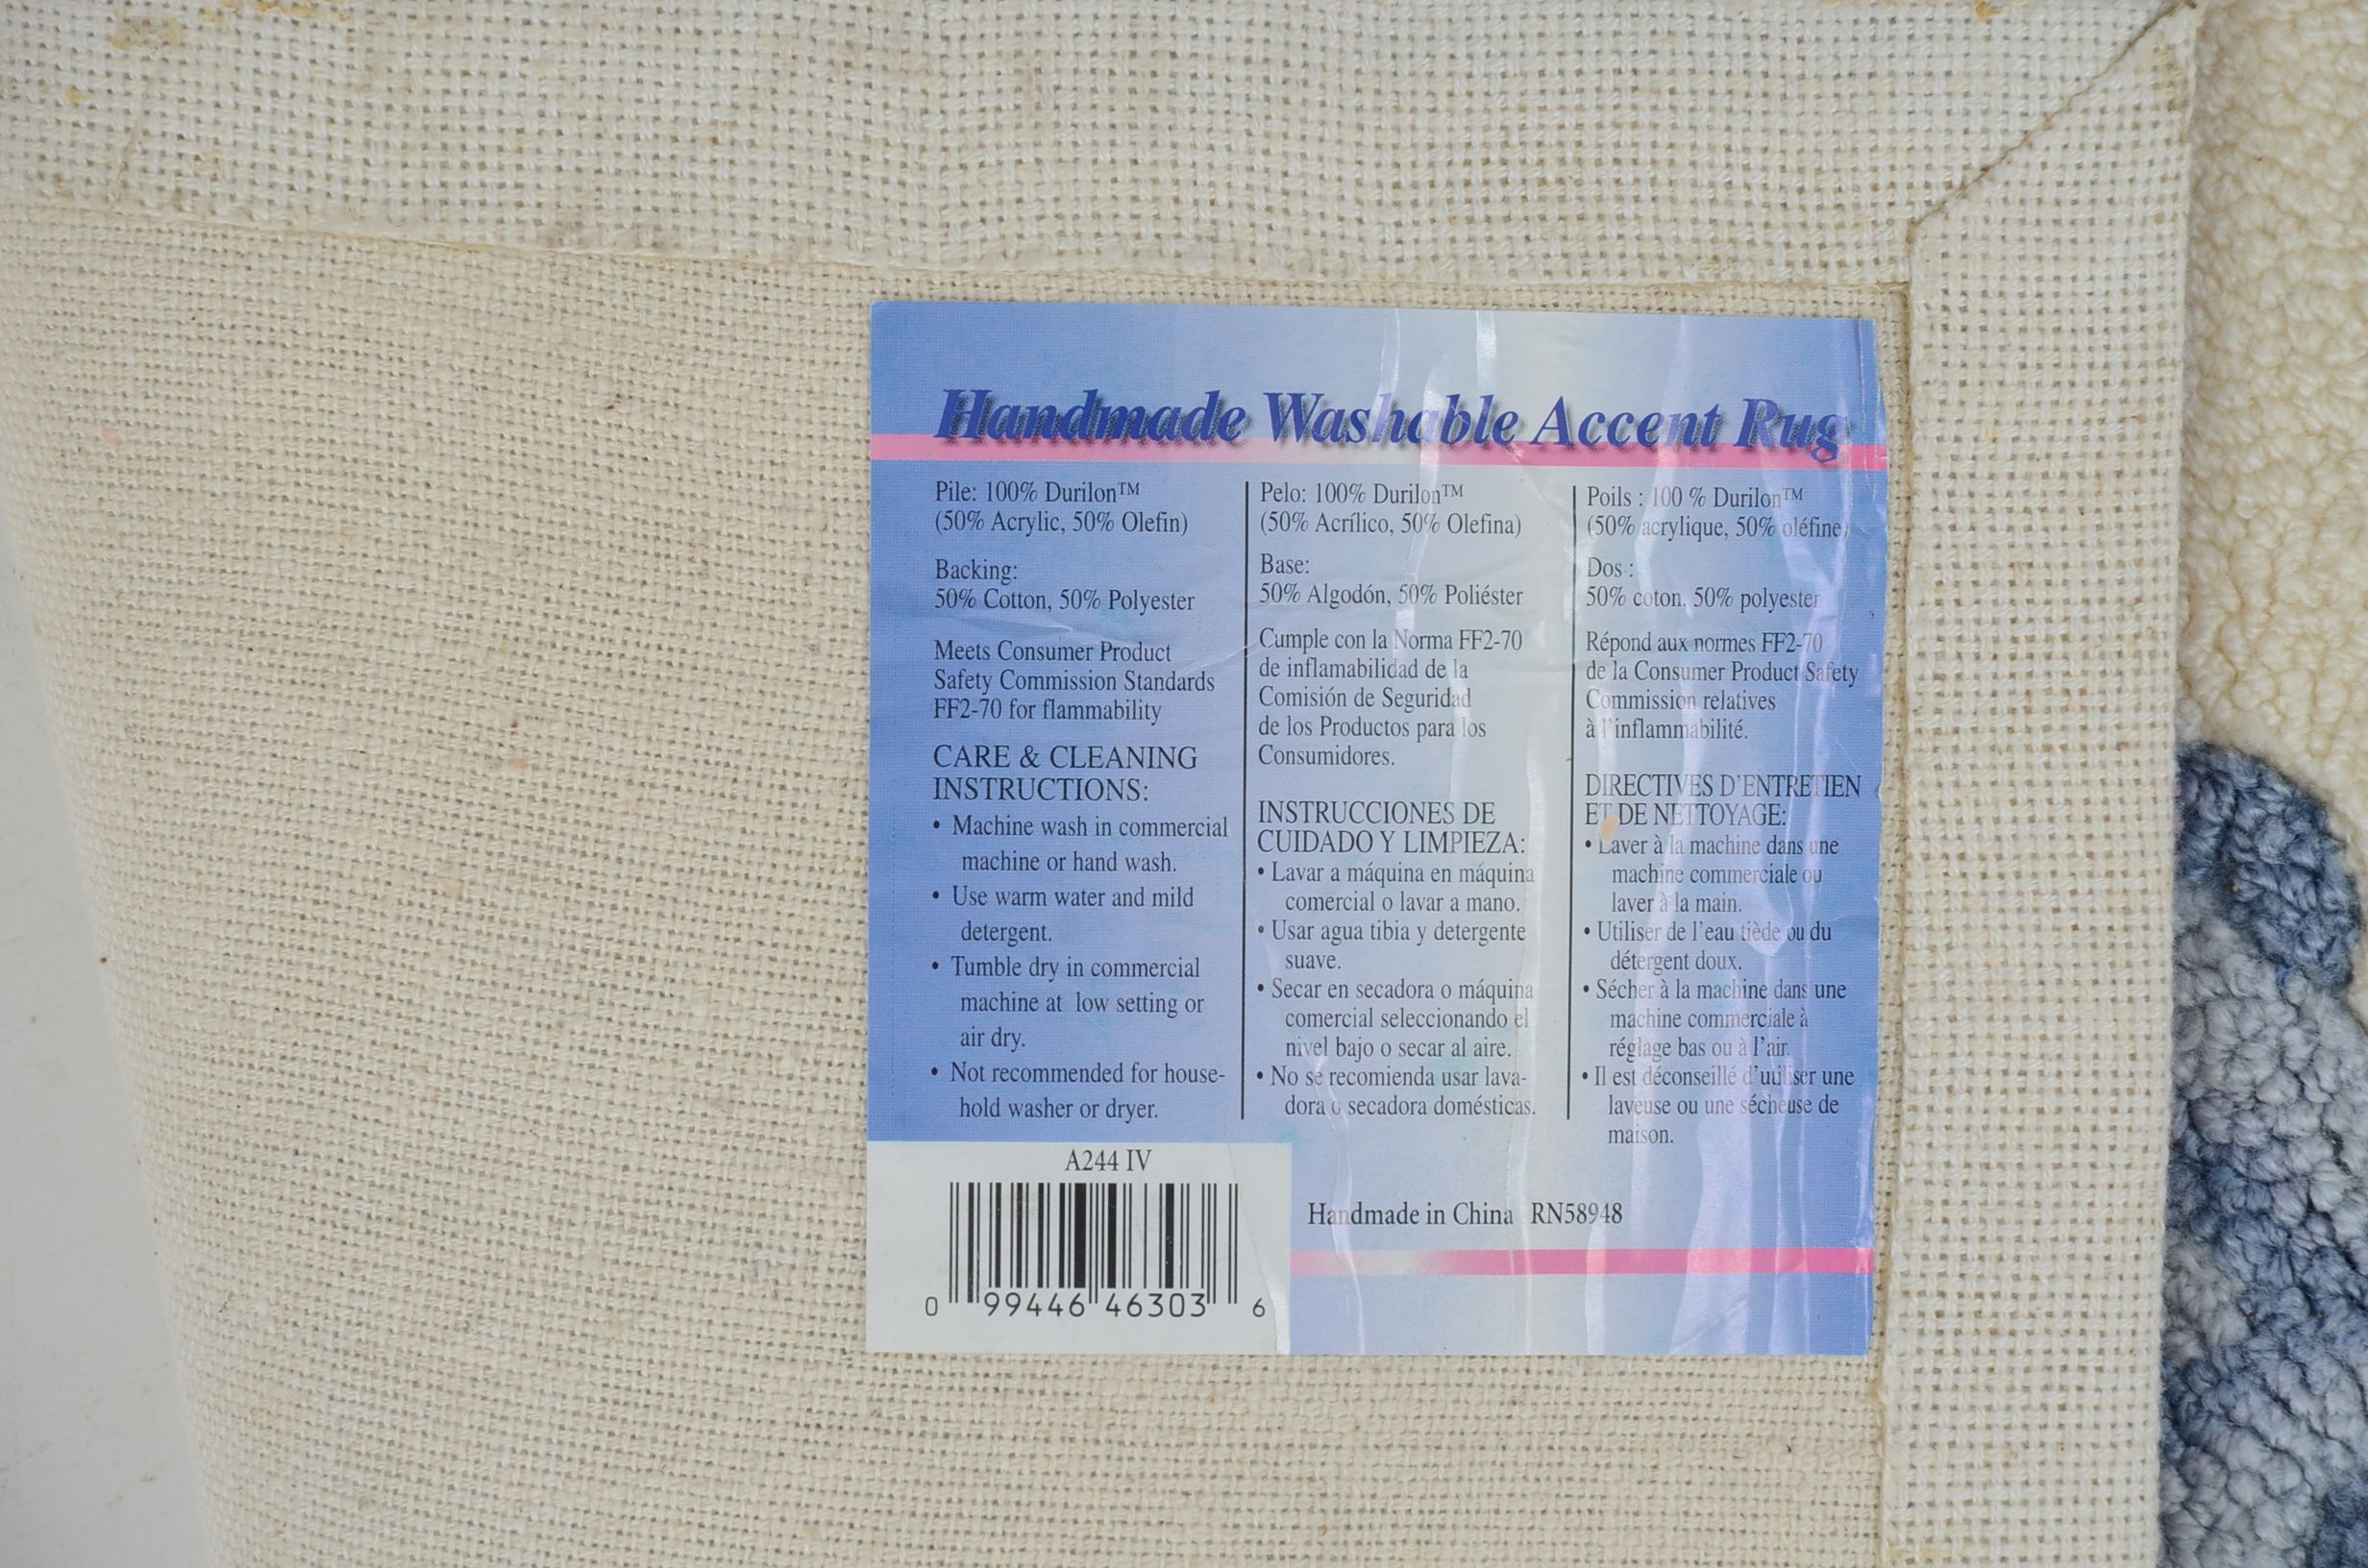 Handmade Washable Accent Rug
Pile: 100% Durilon™
(50% Acrylic, 50% Olefin)
Backing:
50% Cotton, 50% Polyester
Meets Consumer Product
Safety Commission Standards
FF2-70 for flammability
CARE & CLEANING
INSTRUCTIONS:
• Machine wash in commercial
machine or hand wash.
• Use warm water and mild
detergent.
• Tumble dry in commercial
machine at low setting or
air dry.
• Not recommended for house-
hold washer or dryer.
Pelo: 100% Durilon™
(50% Acrílico, 50% Olefina)
Base:
50% Algodón, 50% Poliéster
Cumple con la Norma FF2-70
de inflamabilidad de la
Comisión de Seguridad
de los Productos para los
Consumidores.
INSTRUCCIONES DE
CUIDADO Y LIMPIEZA:
• Lavar a máquina en máquina
comercial o lavar a mano.
• Usar agua tibia y detergente
suave.
• Secar en secadora o máquina
comercial seleccionando el
nivel bajo o secar al aire.
• No se recomienda usar lava-
dora o secadora domésticas.
Poils : 100 % Durilon™
(50% acrylique, 50% oléfine)
Dos :
50% coton, 50% polyester
Répond aux normes FF2-70
de la Consumer Product Safety
Commission relatives
à l'inflammabilité.
DIRECTIVES D'ENTRETIEN
ET DE NETTOYAGE:
• Laver à la machine dans une
machine commerciale ou
laver à la main.
• Utiliser de l'eau tiède ou du
détergent doux.
• Sécher à la machine dans une
machine commerciale à
réglage bas ou à l'air.
• Il est déconseillé d'utiliser une
laveuse ou une sécheuse de
maison.
A244 IV
0 99446 46303 6
Handmade in China RN58948